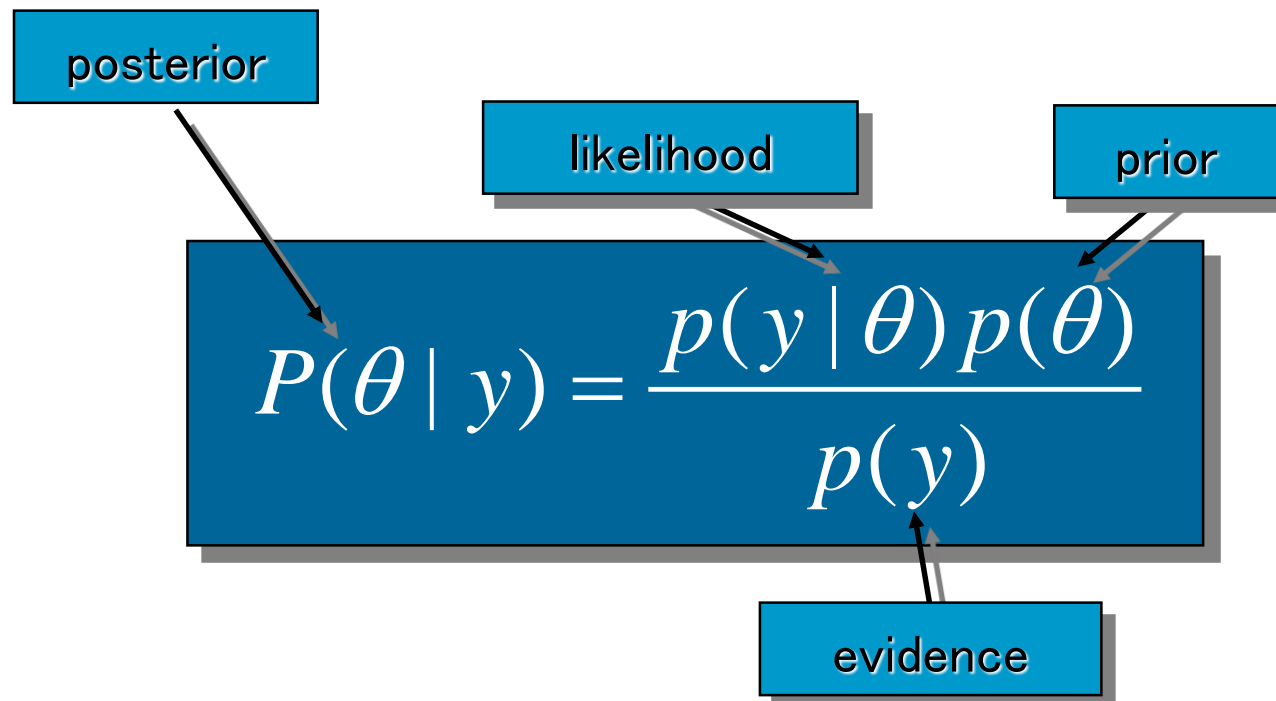 posterior
likelihood
prior
P(θ | y) = p(y | θ) p(θ) / p(y)
evidence